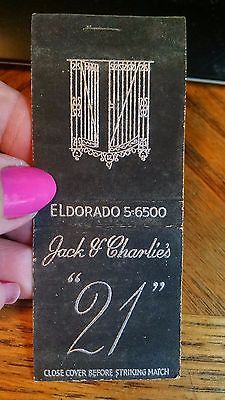 ELDORADO 5-6500
Jack & Charlie's
"21"
CLOSE COVER BEFORE STRIKING MATCH